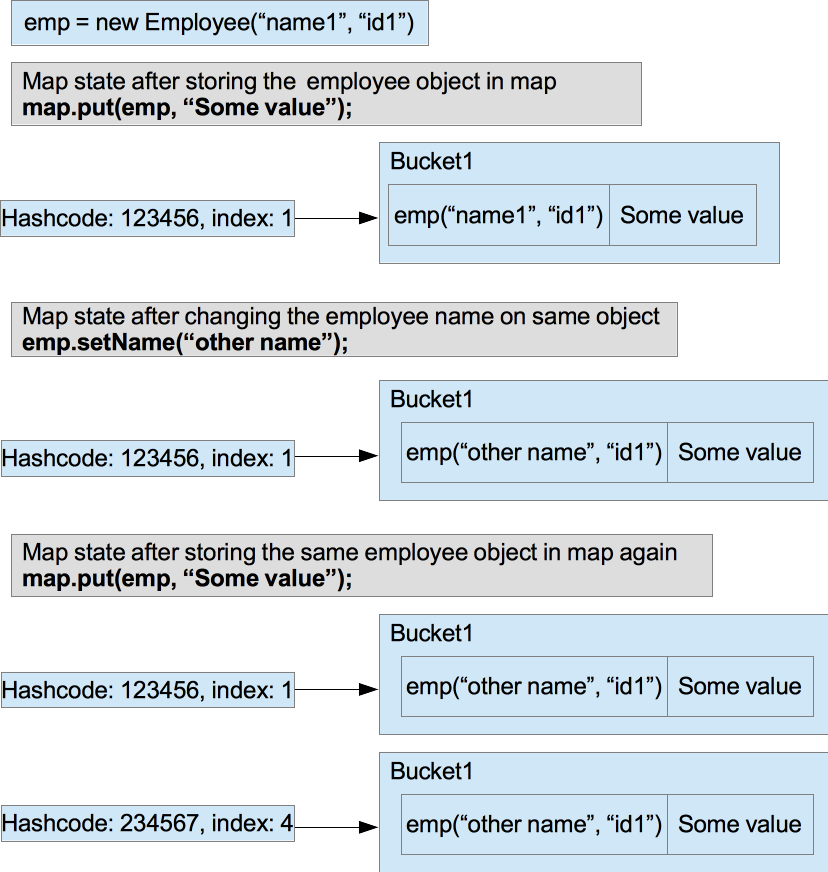 emp = new Employee(“name1”, “id1”)
Map state after storing the  employee object in map
map.put(emp, “Some value”);
Bucket1
Hashcode: 123456, index: 1
emp(“name1”, “id1”)
Some value
Map state after changing the employee name on same object
emp.setName(“other name”);
Bucket1
Hashcode: 123456, index: 1
emp(“other name”, “id1”)
Some value
Map state after storing the same employee object in map again
map.put(emp, “Some value”);
Bucket1
Hashcode: 123456, index: 1
emp(“other name”, “id1”)
Some value
Bucket1
Hashcode: 234567, index: 4
emp(“other name”, “id1”)
Some value